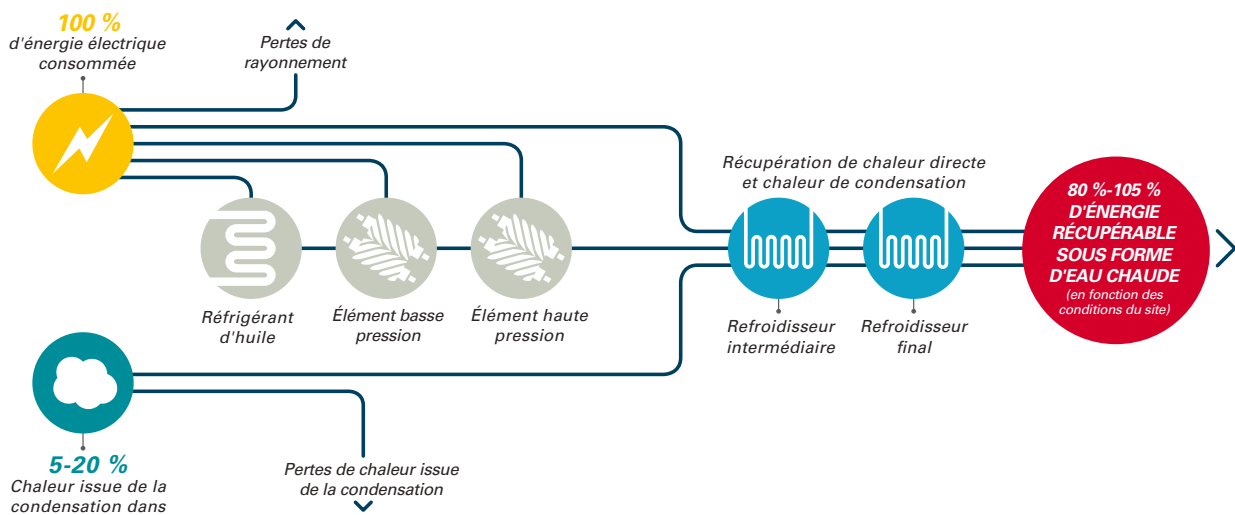 100 %
d'énergie électrique
consommée
Pertes de
rayonnement
Récupération de chaleur directe
et chaleur de condensation
80 %-105 %
D'ÉNERGIE
RÉCUPÉRABLE
SOUS FORME
D'EAU CHAUDE
(en fonction des
conditions du site)
Réfrigérant
d'huile
Élément basse
pression
Élément haute
pression
Refroidisseur
intermédiaire
Refroidisseur
final
5-20 %
Chaleur issue de la
condensation dans
Pertes de chaleur issue
de la condensation